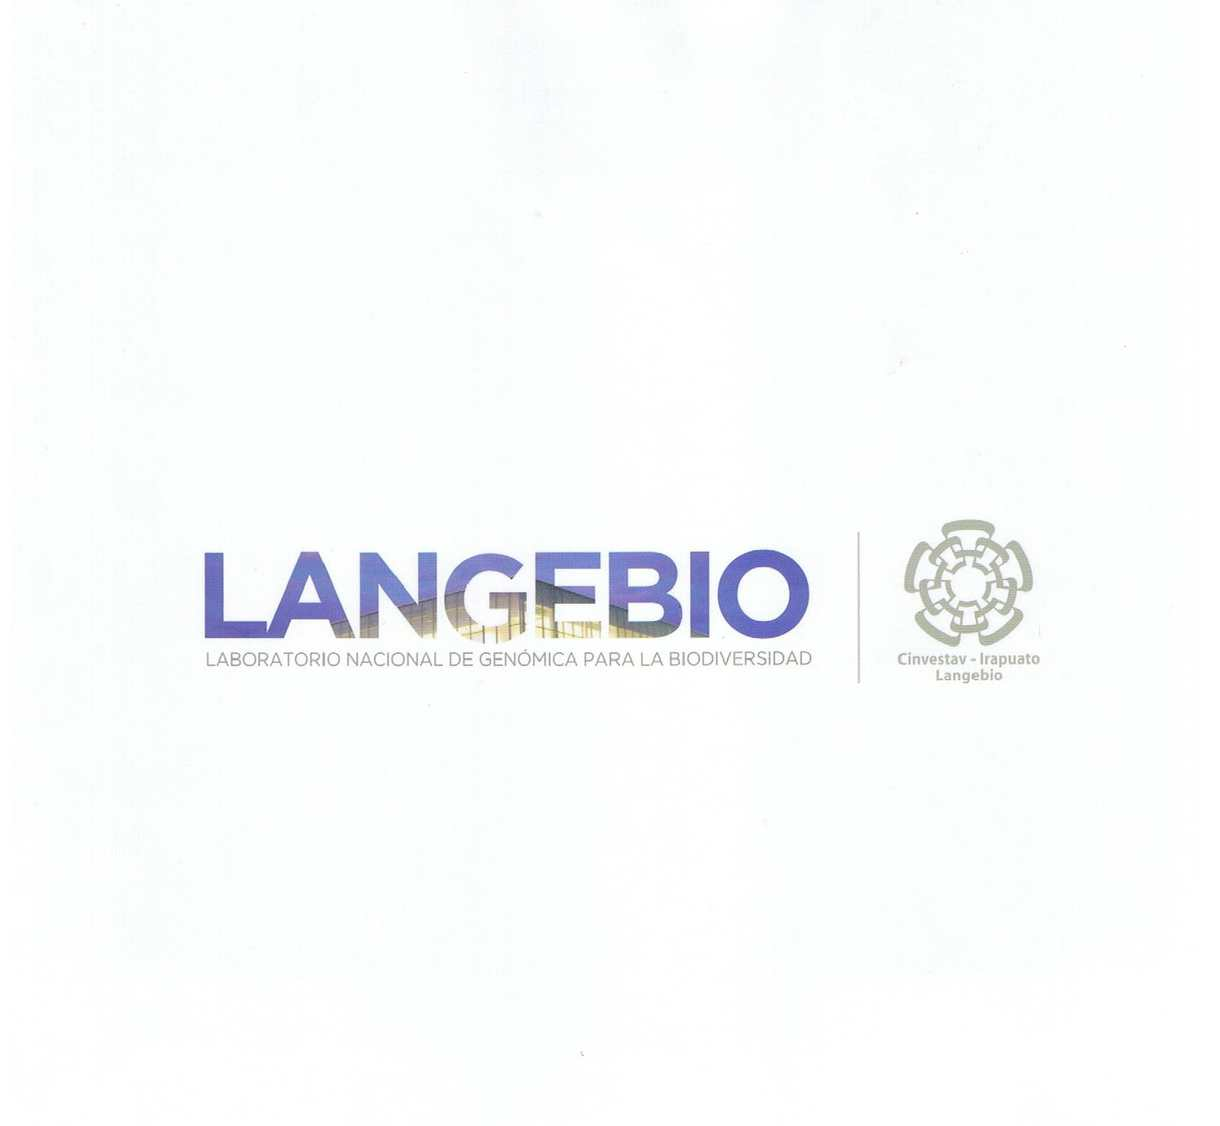 LANGEBIO
LABORATORIO NACIONAL DE GENÓMICA PARA LA BIODIVERSIDAD
Cinvestav - Irapuato
Langebio